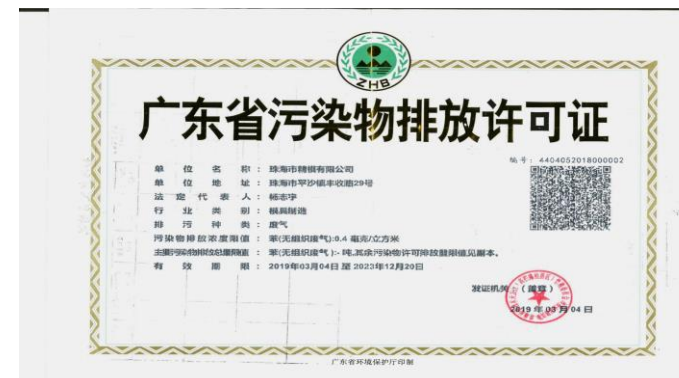 ZHB
广东省污染物排放许可证
编号: 4404052018000002
单位名称: 珠海市精模有限公司
单位地址: 珠海市平沙镇丰收路29号
法定代表人: 杨志宇
行业类别: 模具制造
排污种类: 废气
污染物排放浓度限值: 苯(无组织废气):0.4 毫克/立方米
主要污染物排放总量限值: 苯(无组织废气):- 吨,其余污染物许可排放量限值见副本。
有效期限: 2019年03月04日 至 2023年12月20日
发证机关 (盖章)
2019 年 03 月 04 日
广东省环境保护厅印制